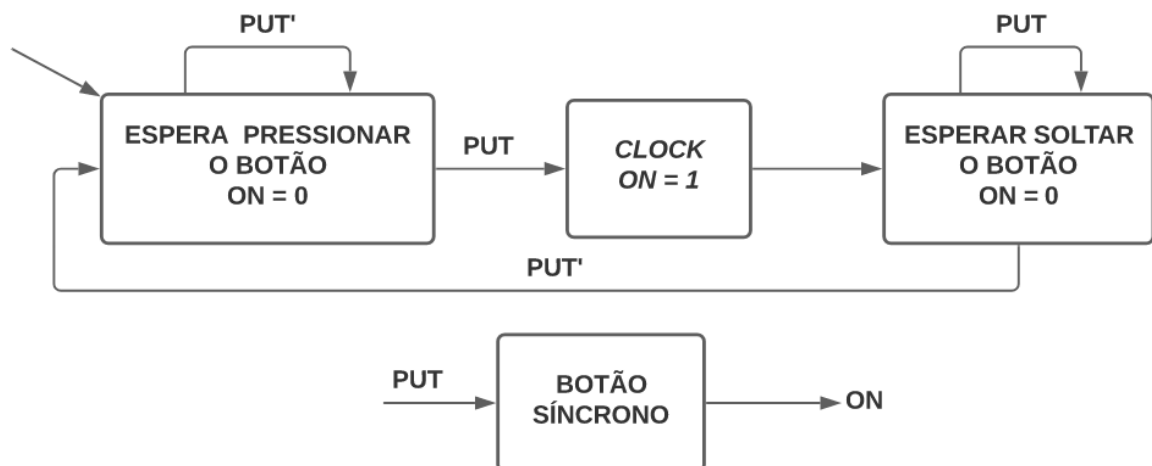 PUT'
PUT
ESPERA PRESSIONAR
O BOTÃO
ON = 0
PUT
CLOCK
ON = 1
ESPERAR SOLTAR
O BOTÃO
ON = 0
PUT'
PUT
BOTÃO
SÍNCRONO
ON